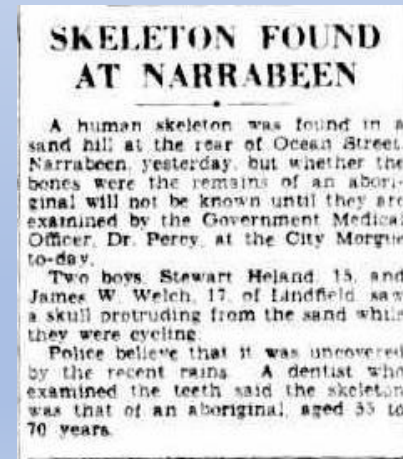 SKELETON FOUND
AT NARRABEEN
A human skeleton was found in a
sand hill at the rear of Ocean Street,
Narrabeen, yesterday, but whether the
bones were the remains of an abori-
ginal will not be known until they are
examined by the Government Medical
Officer, Dr. Percy, at the City Morgue
to-day.
Two boys, Stewart Heland, 15, and
James W. Welch, 17, of Lindfield saw
a skull protruding from the sand while
they were cycling.
Police believe that it was uncovered
by the recent rains. A dentist who
examined the teeth said the skeleton
was that of an aboriginal, aged to
70 years.